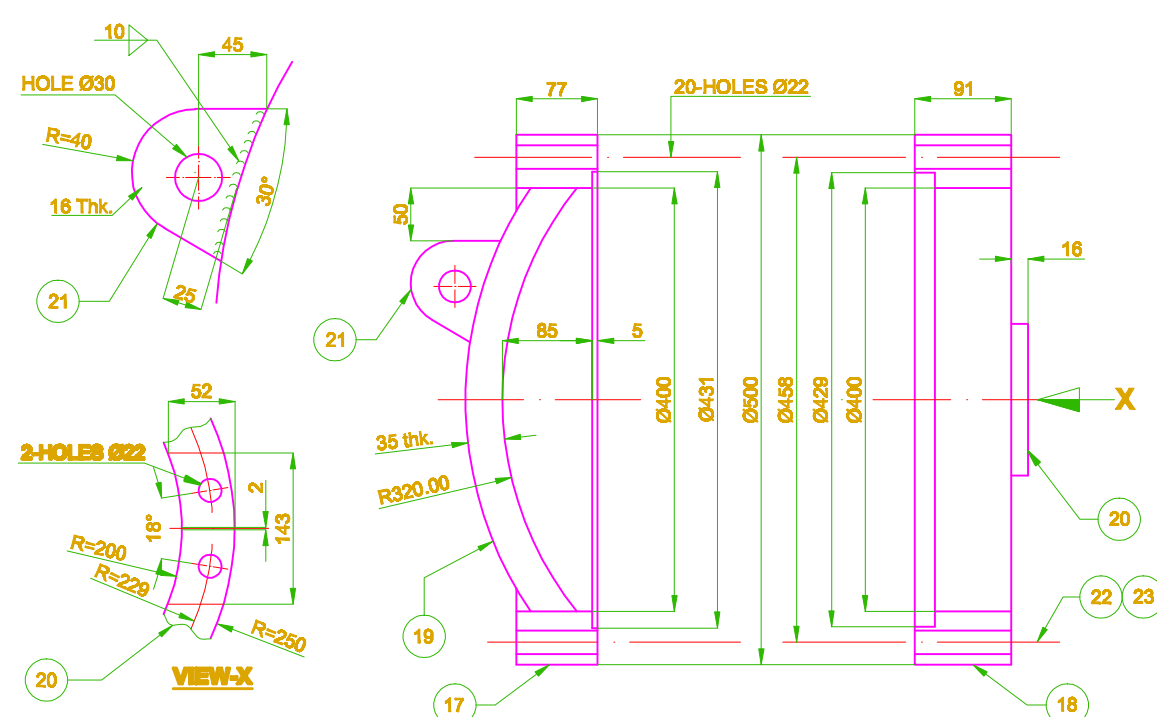 10
45
HOLE Ø30
R=40
16 Thk.
30°
25
21
52
2-HOLES Ø22
2
18°
143
R=200
R=229
R=250
20
VIEW-X
77
20-HOLES Ø22
91
50
16
21
85
5
Ø400
Ø431
Ø500
Ø458
Ø429
Ø400
X
35 thk.
R320.00
20
22
23
19
17
18